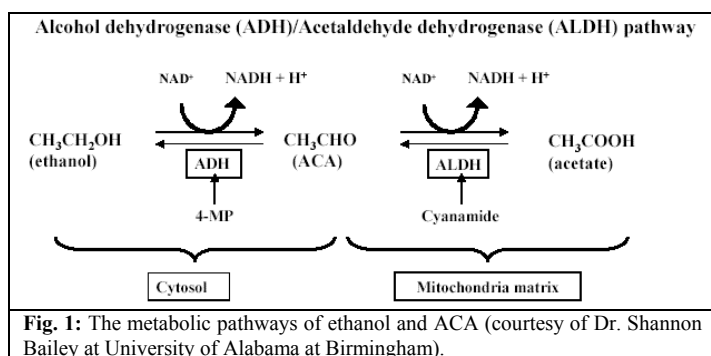 Alcohol dehydrogenase (ADH)/Acetaldehyde dehydrogenase (ALDH) pathway
NAD⁺ NADH + H⁺ NAD⁺ NADH + H⁺
CH₃CH₂OH CH₃CHO CH₃COOH
(ethanol) (ACA) (acetate)
ADH ALDH
4-MP Cyanamide
Cytosol Mitochondria matrix
Fig. 1: The metabolic pathways of ethanol and ACA (courtesy of Dr. Shannon
Bailey at University of Alabama at Birmingham).